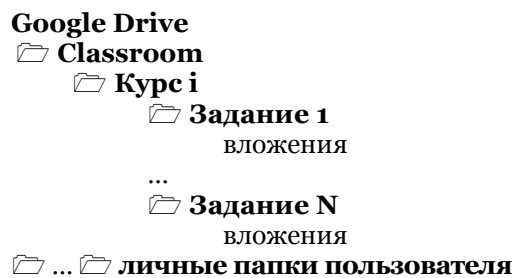 Google Drive
Classroom
Курс i
Задание 1
вложения
...
Задание N
вложения
... личные папки пользователя